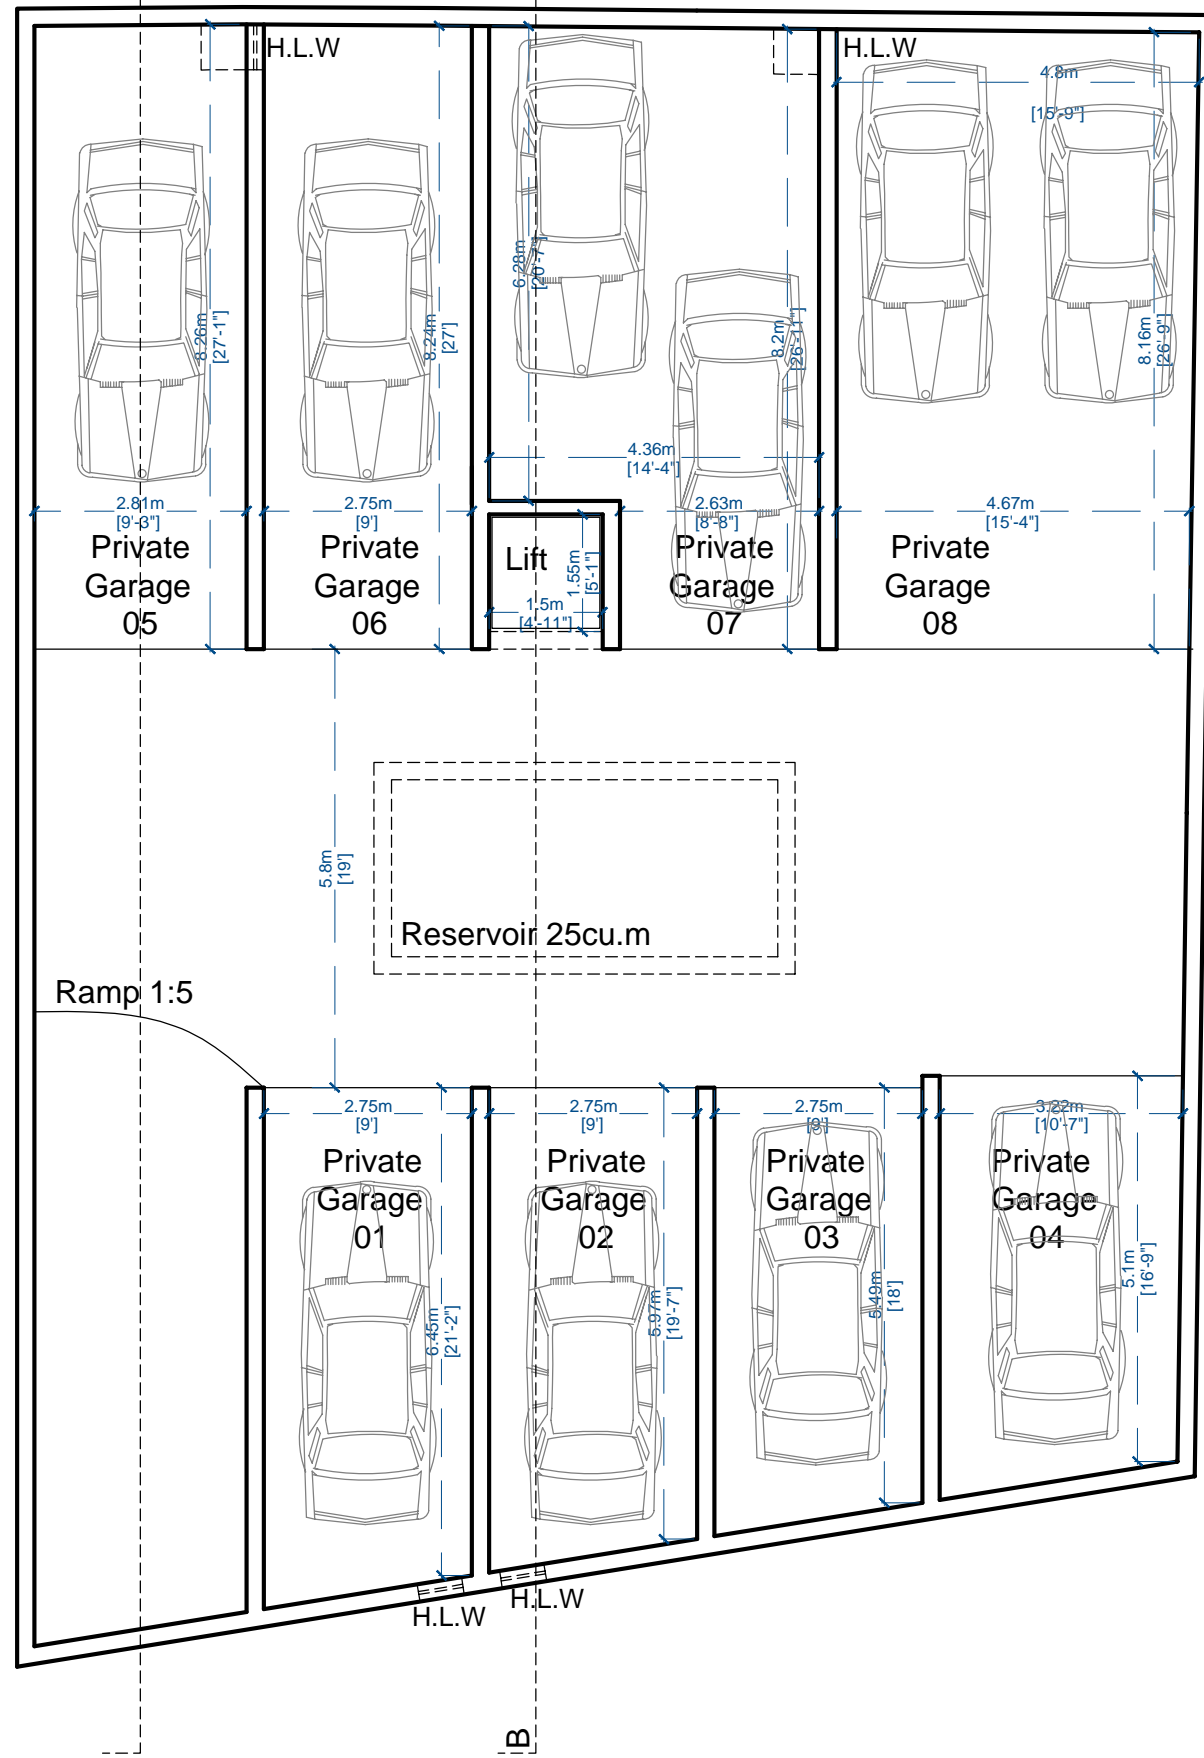 H.L.W
H.L.W
4.8m
[15'-9"]
6.28m
[20'-7"]
8.26m
[27'-1"]
8.24m
[27']
8.2m
[26'-11"]
8.16m
[26'-9"]
4.36m
[14'-4"]
2.81m
[9'-3"]
2.75m
[9']
2.63m
[8'-8"]
4.67m
[15'-4"]
Private
Garage
05
Private
Garage
06
Lift
1.55m
[5'-1"]
1.5m
[4'-11"]
Private
Garage
07
Private
Garage
08
5.8m
[19']
Reservoir 25cu.m
Ramp 1:5
2.75m
[9']
2.75m
[9']
2.75m
[9']
3.22m
[10'-7"]
Private
Garage
01
Private
Garage
02
Private
Garage
03
Private
Garage
04
6.45m
[21'-2"]
5.97m
[19'-7"]
5.49m
[18']
5.1m
[16'-9"]
H.L.W
H.L.W
B